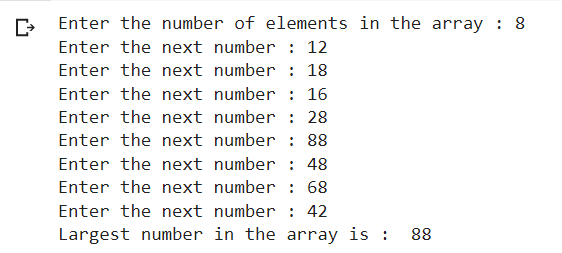 Enter the number of elements in the array : 8
Enter the next number : 12
Enter the next number : 18
Enter the next number : 16
Enter the next number : 28
Enter the next number : 88
Enter the next number : 48
Enter the next number : 68
Enter the next number : 42
Largest number in the array is :  88